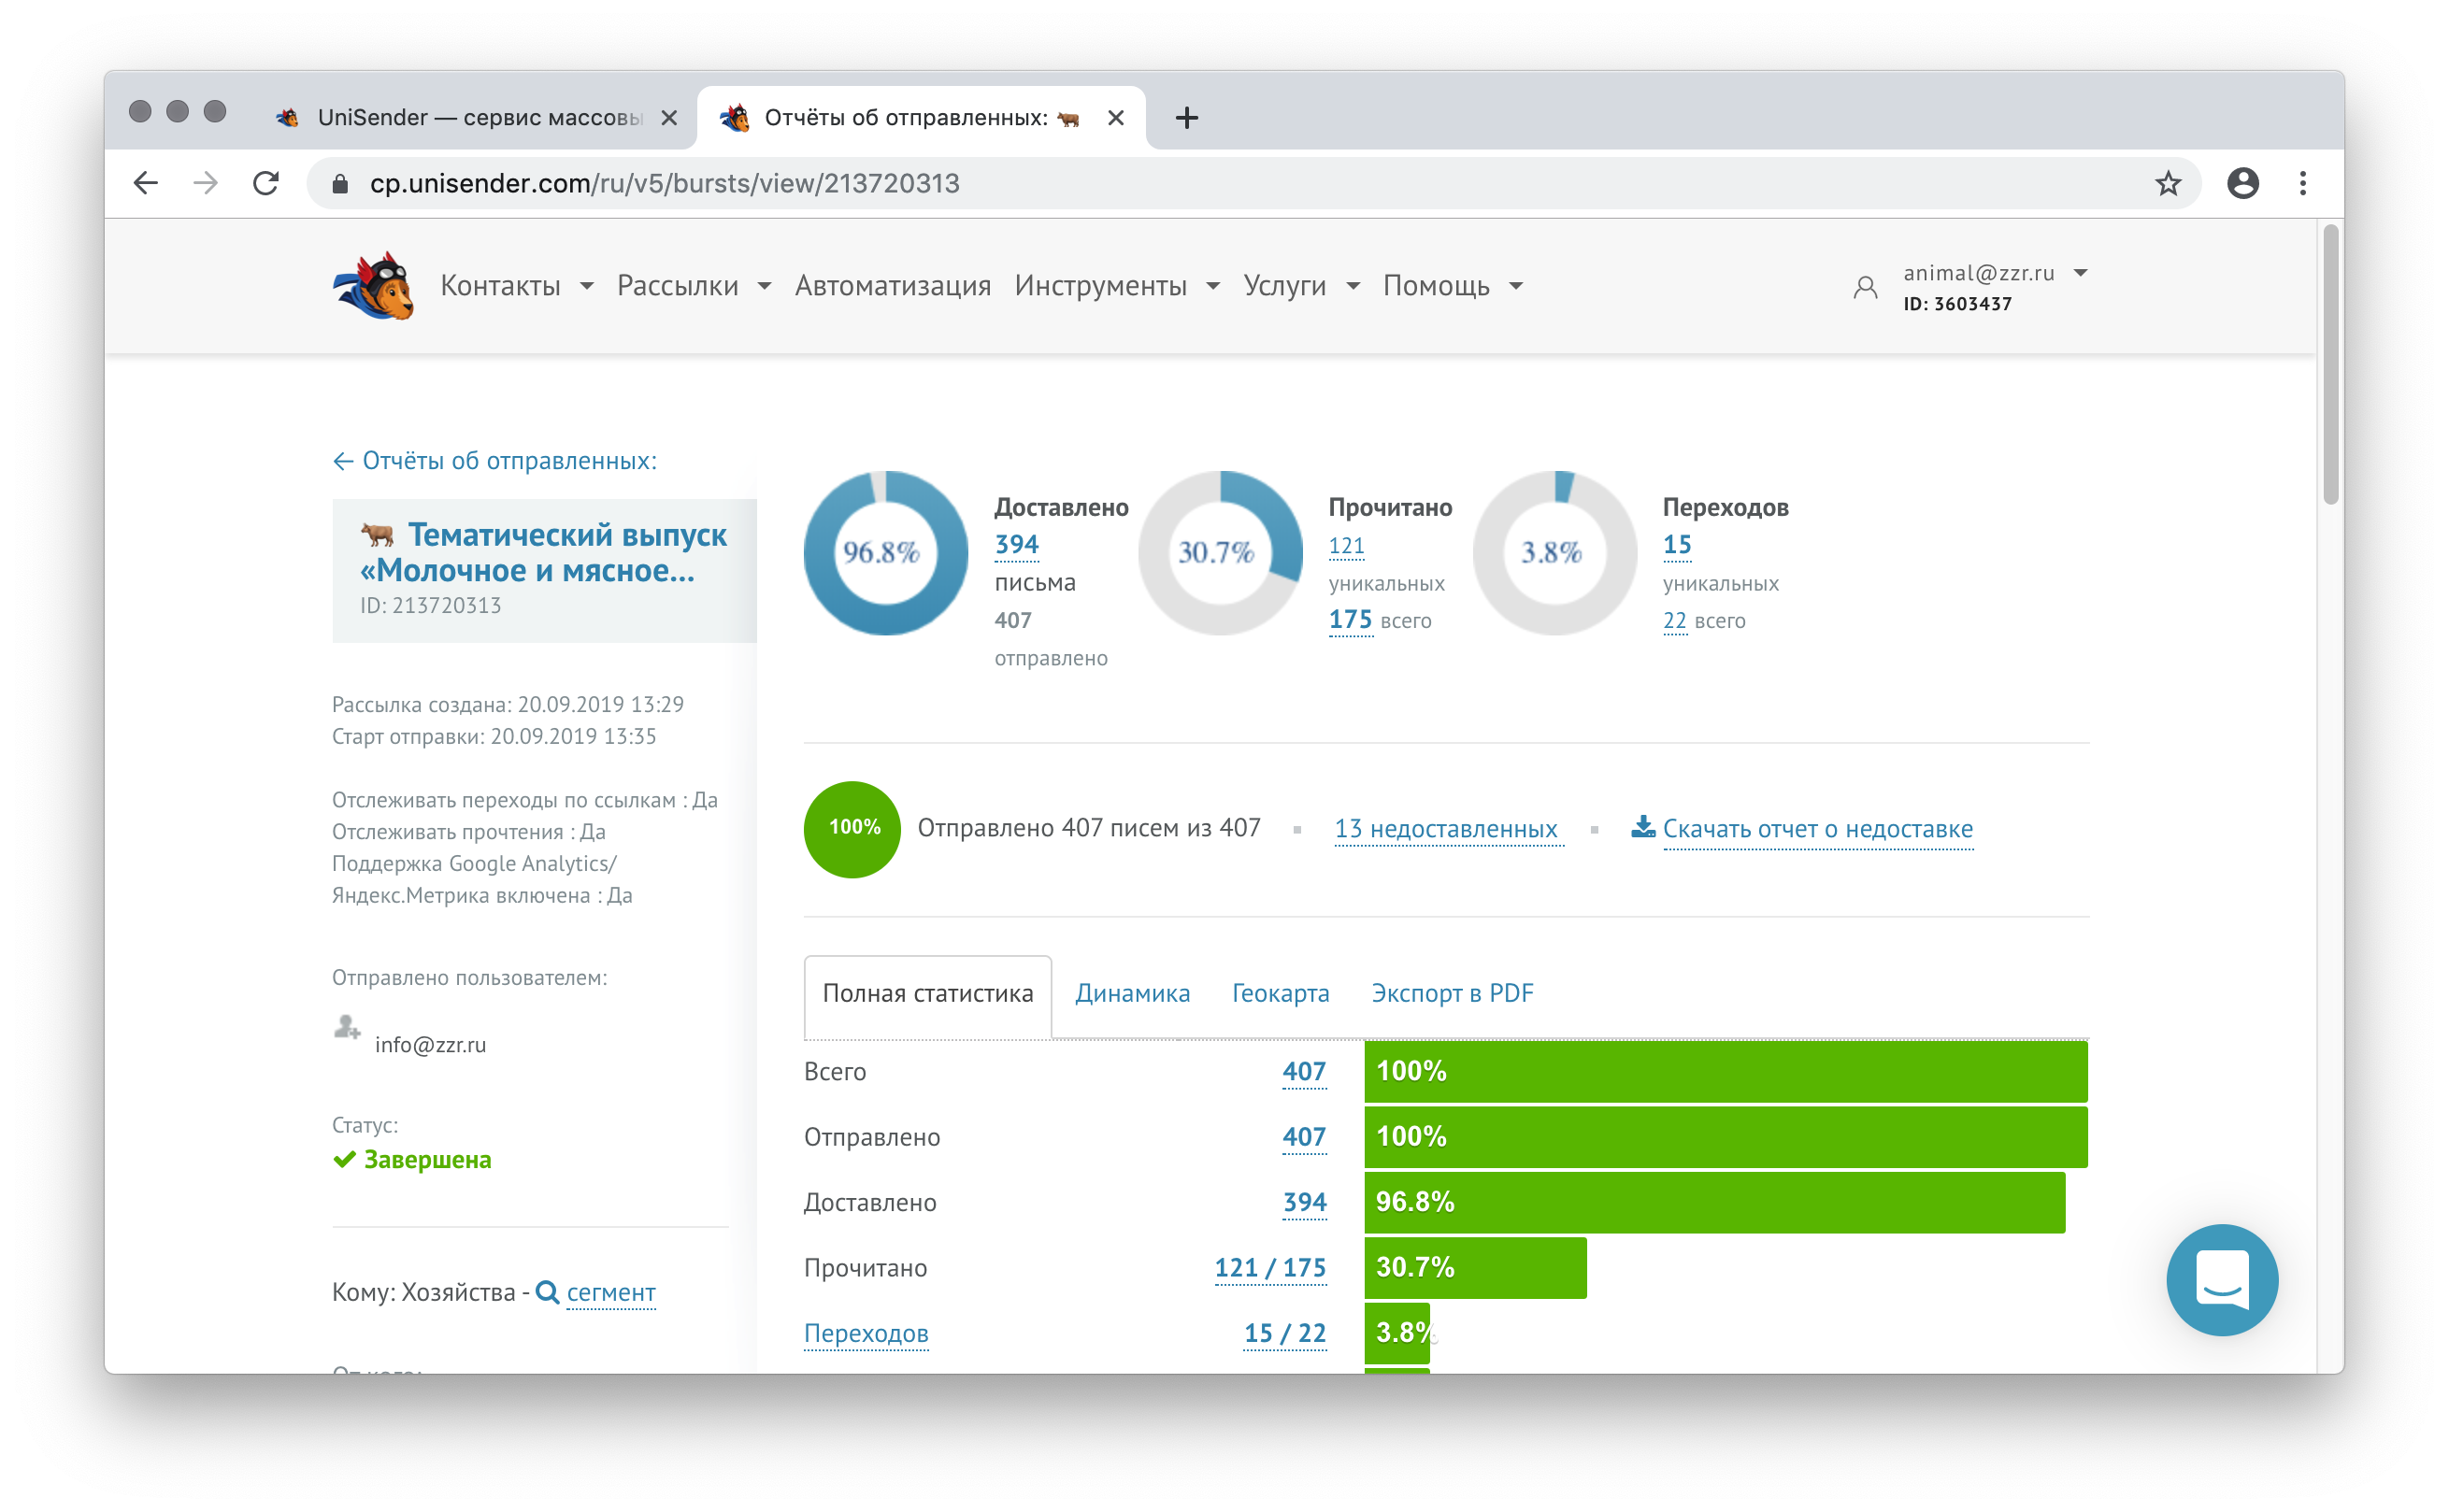 UniSender — сервис массовы
Отчёты об отправленных: 🐂
cp.unisender.com/ru/v5/bursts/view/213720313
Контакты Рассылки Автоматизация Инструменты Услуги Помощь
animal@zzr.ru
ID: 3603437
← Отчёты об отправленных:
🐂 Тематический выпуск
«Молочное и мясное...
ID: 213720313
Рассылка создана: 20.09.2019 13:29
Старт отправки: 20.09.2019 13:35
Отслеживать переходы по ссылкам : Да
Отслеживать прочтения : Да
Поддержка Google Analytics/
Яндекс.Метрика включена : Да
Отправлено пользователем:
info@zzr.ru
Статус:
Завершена
Кому: Хозяйства - сегмент
96.8%
Доставлено
394
письма
407
отправлено
30.7%
Прочитано
121
уникальных
175 всего
3.8%
Переходов
15
уникальных
22 всего
100% Отправлено 407 писем из 407 ▪ 13 недоставленных ▪ Скачать отчет о недоставке
Полная статистика Динамика Геокарта Экспорт в PDF
Всего 407 100%
Отправлено 407 100%
Доставлено 394 96.8%
Прочитано 121 / 175 30.7%
Переходов 15 / 22 3.8%